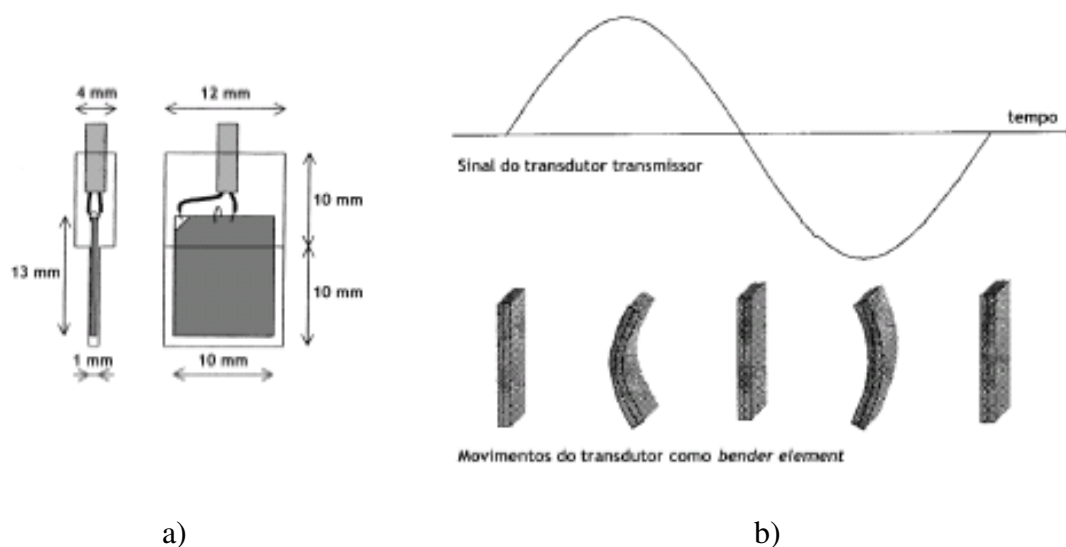 4 mm
12 mm
10 mm
13 mm
10 mm
1 mm
10 mm
tempo
Sinal do transdutor transmissor
Movimentos do transdutor como bender element
a)
b)